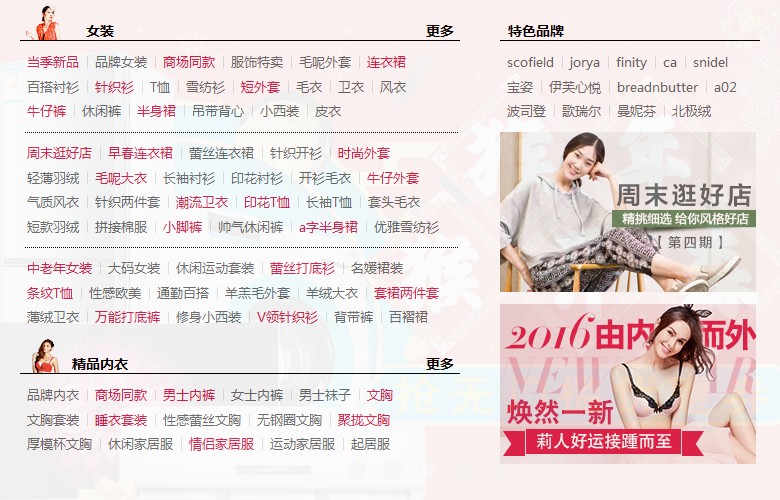 女装 更多
当季新品 品牌女装 商场同款 服饰特卖 毛呢外套 连衣裙
百搭衬衫 针织衫 T恤 雪纺衫 短外套 毛衣 卫衣 风衣
牛仔裤 休闲裤 半身裙 吊带背心 小西装 皮衣
周末逛好店 早春连衣裙 蕾丝连衣裙 针织开衫 时尚外套
轻薄羽绒 毛呢大衣 长袖衬衫 印花衬衫 开衫毛衣 牛仔外套
气质风衣 针织两件套 潮流卫衣 印花T恤 长袖T恤 套头毛衣
短款羽绒 拼接棉服 小脚裤 帅气休闲裤 a字半身裙 优雅雪纺衫
中老年女装 大码女装 休闲运动套装 蕾丝打底衫 名媛裙装
条纹T恤 性感欧美 通勤百搭 羊羔毛外套 羊绒大衣 套裙两件套
薄绒卫衣 万能打底裤 修身小西装 V领针织衫 背带裤 百褶裙
精品内衣 更多
品牌内衣 商场同款 男士内裤 女士内裤 男士袜子 文胸
文胸套装 睡衣套装 性感蕾丝文胸 无钢圈文胸 聚拢文胸
厚模杯文胸 休闲家居服 情侣家居服 运动家居服 起居服
特色品牌
scofield jorya finity ca snidel
宝姿 伊芙心悦 breadnbutter a02
波司登 歌瑞尔 曼妮芬 北极绒
周末逛好店
精挑细选 给你风格好店
【第四期】
2016由内而外
NEW YEAR
焕然一新
莉人好运接踵而至